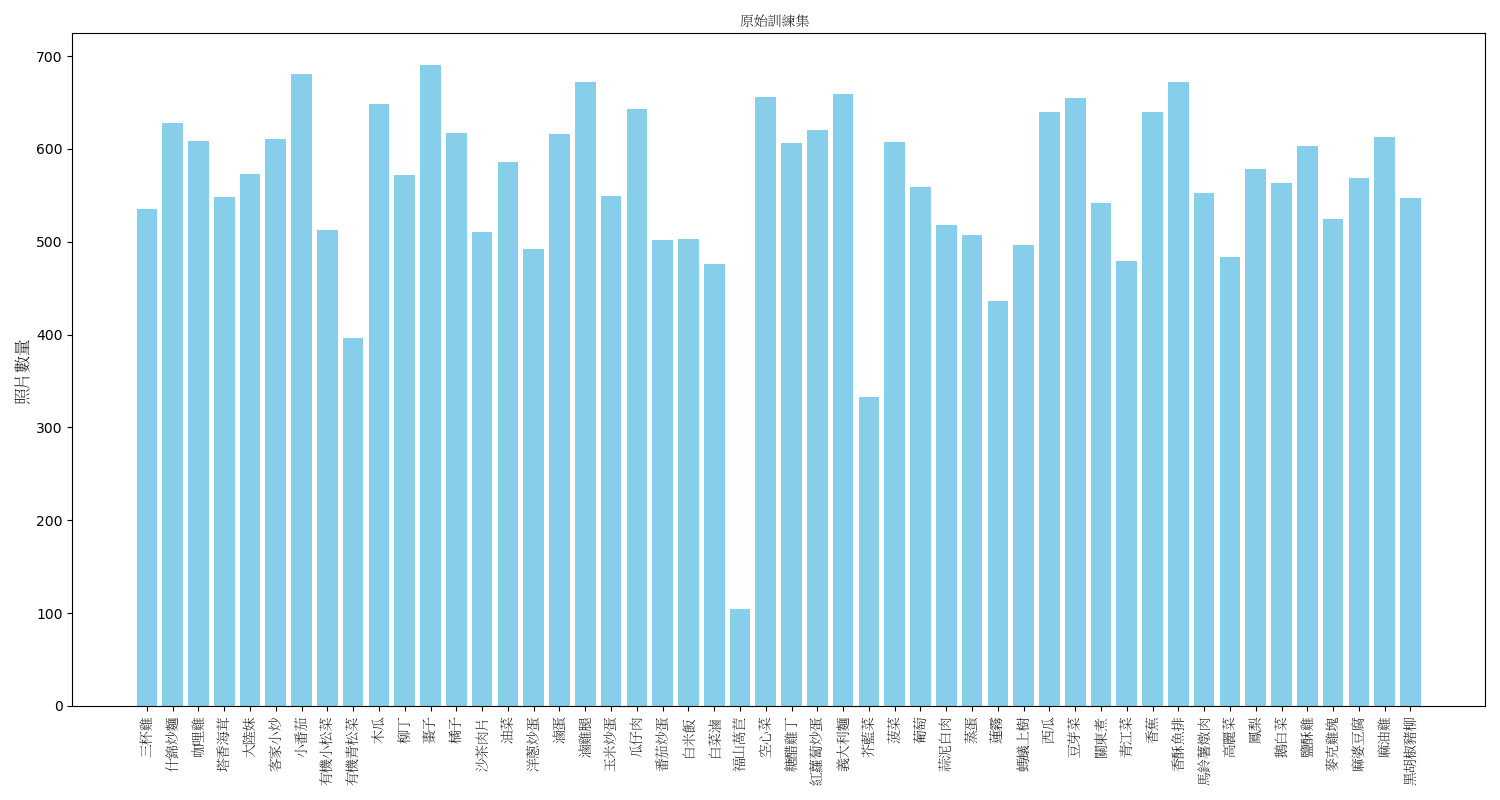 原始訓練集
照片數量
700
600
500
400
300
200
100
0
三杯雞
什錦炒麵
咖哩雞
塔香海茸
大陸妹
客家小炒
小番茄
有機小松菜
有機青松菜
木瓜
柳丁
棗子
橘子
沙茶肉片
油菜
洋蔥炒蛋
滷蛋
滷雞腿
玉米炒蛋
瓜仔肉
番茄炒蛋
白米飯
白菜滷
福山萵苣
空心菜
糖醋雞丁
紅蘿蔔炒蛋
義大利麵
芥藍菜
菠菜
葡萄
蒜泥白肉
蒸蛋
蓮霧
螞蟻上樹
西瓜
豆芽菜
關東煮
青江菜
香蕉
香酥魚排
馬鈴薯燉肉
高麗菜
鳳梨
鵝白菜
鹽酥雞
麥克雞塊
麻婆豆腐
麻油雞
黑胡椒豬柳